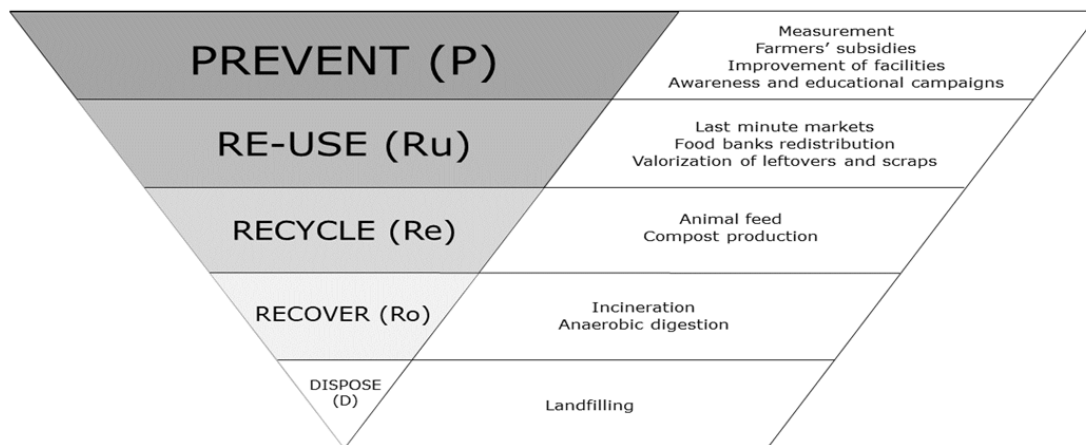 PREVENT (P)
Measurement
Farmers' subsidies
Improvement of facilities
Awareness and educational campaigns
RE-USE (Ru)
Last minute markets
Food banks redistribution
Valorization of leftovers and scraps
RECYCLE (Re)
Animal feed
Compost production
RECOVER (Ro)
Incineration
Anaerobic digestion
DISPOSE
(D)
Landfilling